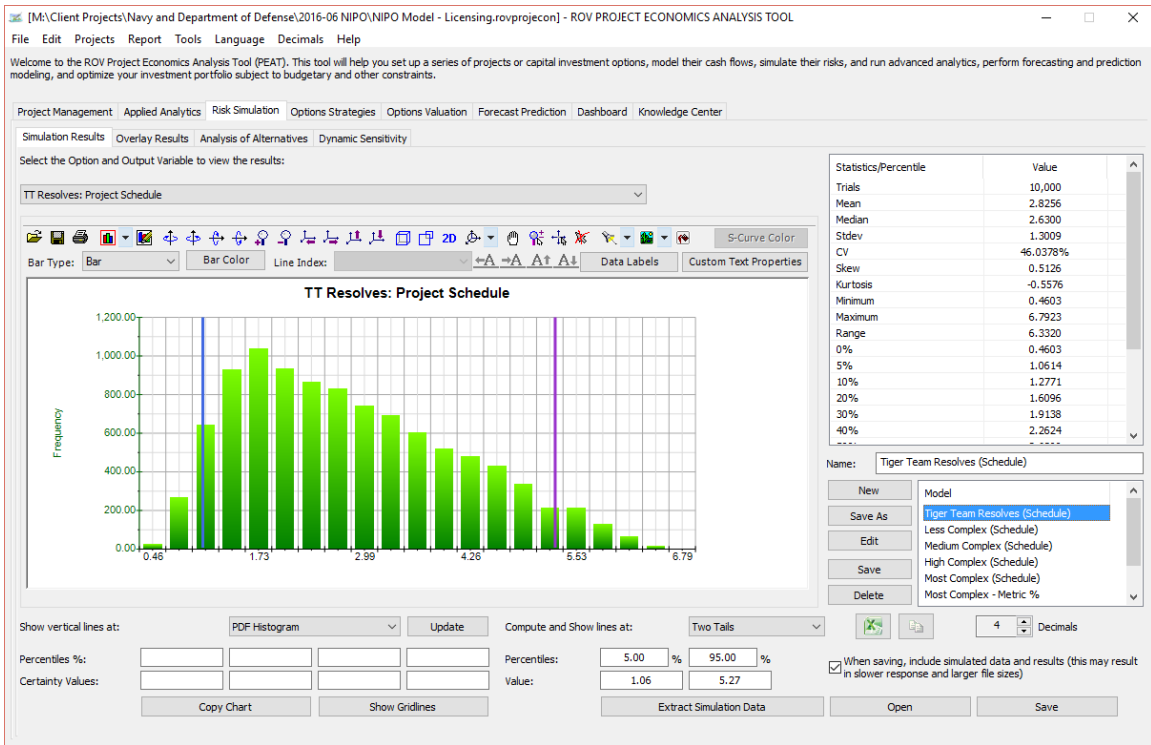 [M:\Client Projects\Navy and Department of Defense\2016-06 NIPO\NIPO Model - Licensing.rovprojecon] - ROV PROJECT ECONOMICS ANALYSIS TOOL
File Edit Projects Report Tools Language Decimals Help
Welcome to the ROV Project Economics Analysis Tool (PEAT). This tool will help you set up a series of projects or capital investment options, model their cash flows, simulate their risks, and run advanced analytics, perform forecasting and prediction
modeling, and optimize your investment portfolio subject to budgetary and other constraints.
Project Management Applied Analytics Risk Simulation Options Strategies Options Valuation Forecast Prediction Dashboard Knowledge Center
Simulation Results Overlay Results Analysis of Alternatives Dynamic Sensitivity
Select the Option and Output Variable to view the results:
TT Resolves: Project Schedule
2D
S-Curve Color
Bar Type: Bar Bar Color Line Index: A A A A Data Labels Custom Text Properties
TT Resolves: Project Schedule
Frequency
1,200.00
1,000.00
800.00
600.00
400.00
200.00
0.00
0.46 1.73 2.99 4.26 5.53 6.79
Statistics/Percentile Value
Trials 10,000
Mean 2.8256
Median 2.6300
Stdev 1.3009
CV 46.0378%
Skew 0.5126
Kurtosis -0.5576
Minimum 0.4603
Maximum 6.7923
Range 6.3320
0% 0.4603
5% 1.0614
10% 1.2771
20% 1.6096
30% 1.9138
40% 2.2624
Name: Tiger Team Resolves (Schedule)
New
Save As
Edit
Save
Delete
Model
Tiger Team Resolves (Schedule)
Less Complex (Schedule)
Medium Complex (Schedule)
High Complex (Schedule)
Most Complex (Schedule)
Most Complex - Metric %
Show vertical lines at: PDF Histogram Update Compute and Show lines at: Two Tails
4 Decimals
Percentiles %:
Certainty Values:
Percentiles: 5.00 % 95.00 %
Value: 1.06 5.27
When saving, include simulated data and results (this may result
in slower response and larger file sizes)
Copy Chart Show Gridlines Extract Simulation Data Open Save